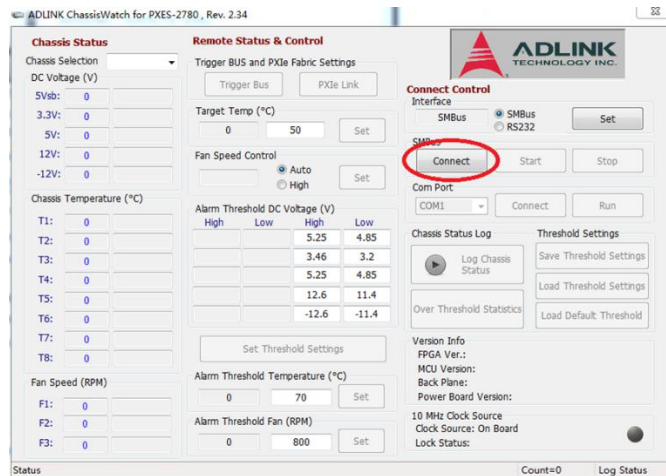 ADLINK ChassisWatch for PXES-2780 , Rev. 2.34
Chassis Status
Chassis Selection
DC Voltage (V)
5Vsb: 0
3.3V: 0
5V: 0
12V: 0
-12V: 0
Chassis Temperature (°C)
T1: 0
T2: 0
T3: 0
T4: 0
T5: 0
T6: 0
T7: 0
T8: 0
Fan Speed (RPM)
F1: 0
F2: 0
F3: 0
Remote Status & Control
Trigger BUS and PXIe Fabric Settings
Trigger Bus PXIe Link
Target Temp (°C)
0 50 Set
Fan Speed Control
Auto
High
Set
Alarm Threshold DC Voltage (V)
High Low High Low
5.25 4.85
3.46 3.2
5.25 4.85
12.6 11.4
-12.6 -11.4
Set Threshold Settings
Alarm Threshold Temperature (°C)
0 70 Set
Alarm Threshold Fan (RPM)
0 800 Set
ADLINK
TECHNOLOGY INC.
Connect Control
Interface
SMBus SMBus
RS232
Set
SMBus
Connect Start Stop
Com Port
COM1 Connect Run
Chassis Status Log
Log Chassis
Status
Over Threshold Statistics
Threshold Settings
Save Threshold Settings
Load Threshold Settings
Load Default Threshold
Version Info
FPGA Ver.:
MCU Version:
Back Plane:
Power Board Version:
10 MHz Clock Source
Clock Source: On Board
Lock Status:
Status Count=0 Log Status